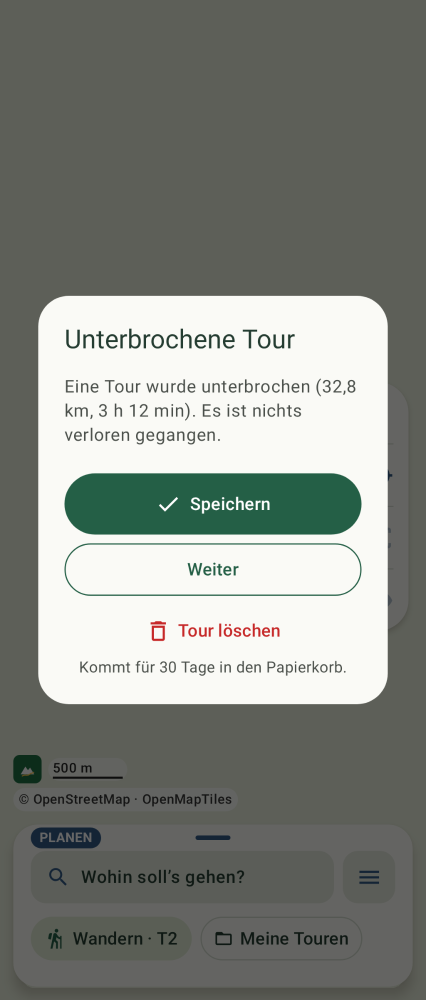 Unterbrochene Tour
Eine Tour wurde unterbrochen (32,8
km, 3 h 12 min). Es ist nichts
verloren gegangen.
Speichern
Weiter
Tour löschen
Kommt für 30 Tage in den Papierkorb.
500 m
© OpenStreetMap · OpenMapTiles
PLANEN
Wohin soll's gehen?
Wandern · T2
Meine Touren